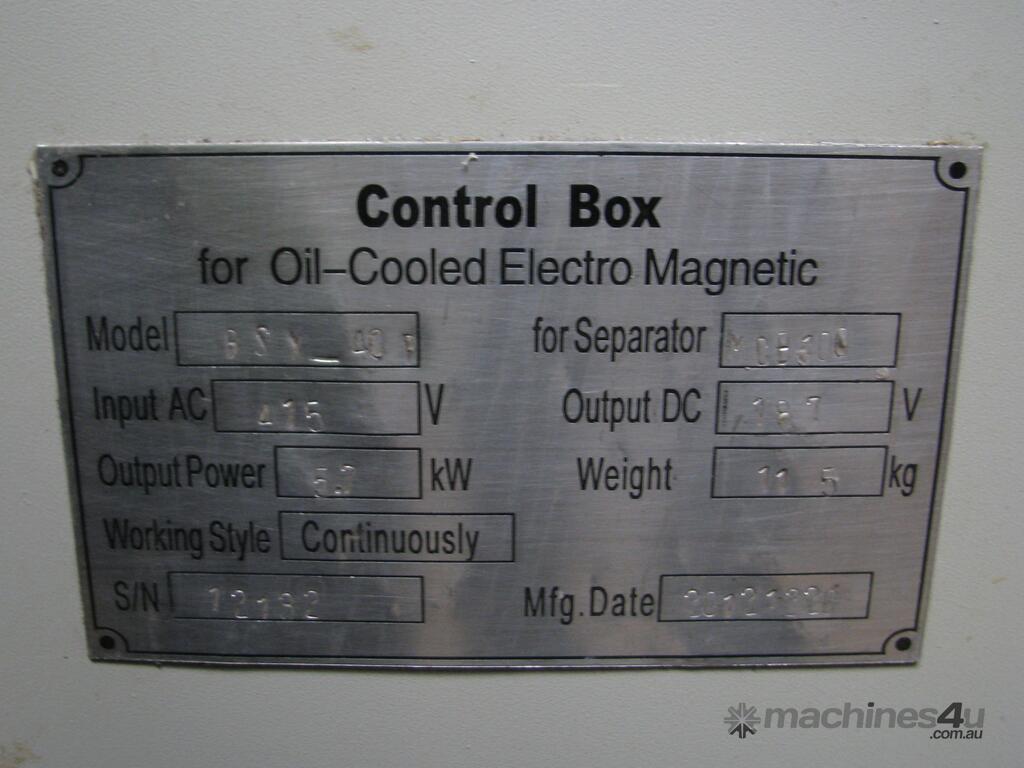 Control Box
for Oil-Cooled Electro Magnetic
Model for Separator
Input AC 415 V Output DC V
Output Power kW Weight kg
Working Style Continuously
S/N 12132 Mfg.Date
machines4u
.com.au